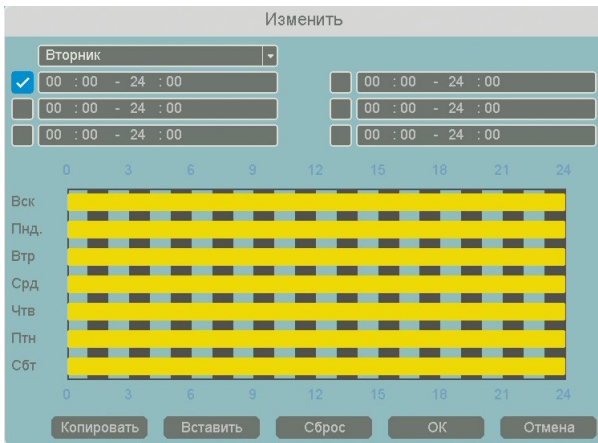 Изменить
Вторник
00 : 00 - 24 : 00 00 : 00 - 24 : 00
00 : 00 - 24 : 00 00 : 00 - 24 : 00
00 : 00 - 24 : 00 00 : 00 - 24 : 00
0 3 6 9 12 15 18 21 24
Вск
Пнд.
Втр
Срд
Чтв
Птн
Сбт
0 3 6 9 12 15 18 21 24
Копировать Вставить Сброс ОК Отмена